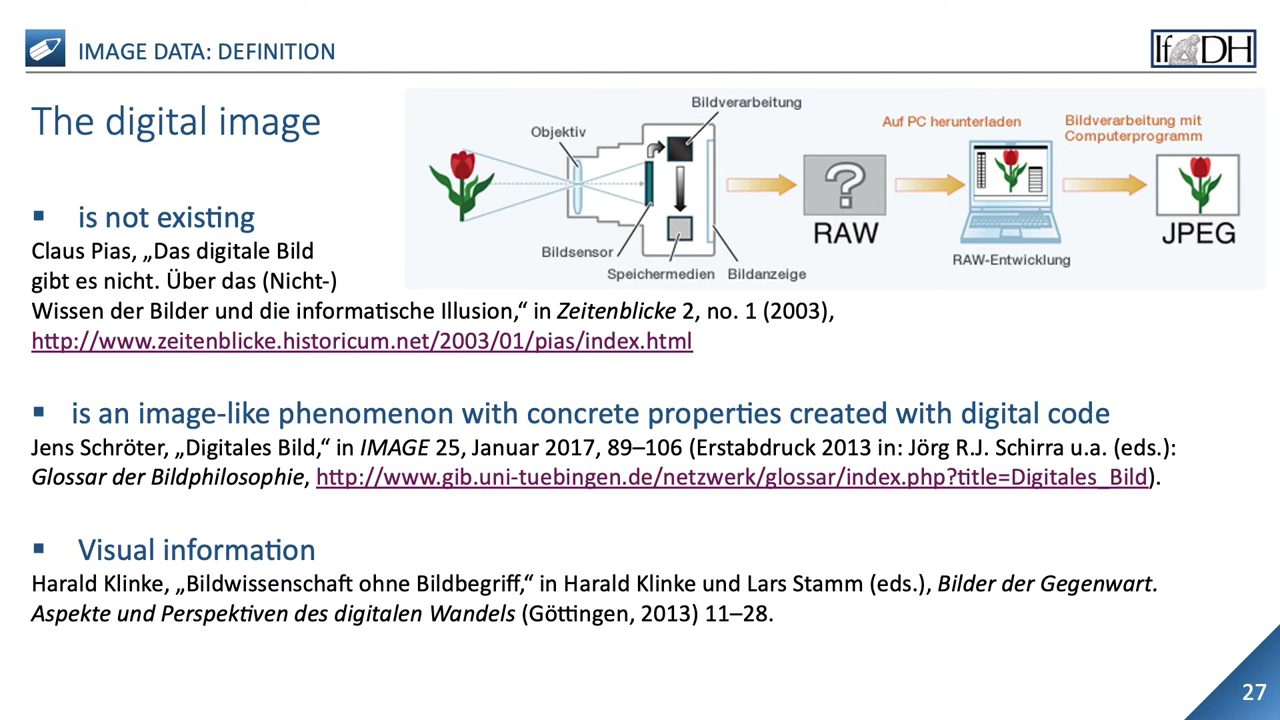 IMAGE DATA: DEFINITION
IfDH
The digital image
Bildverarbeitung
Objektiv
Bildsensor
Speichermedien
Bildanzeige
?
RAW
Auf PC herunterladen
RAW-Entwicklung
Bildverarbeitung mit
Computerprogramm
JPEG
▪ is not existing
Claus Pias, „Das digitale Bild
gibt es nicht. Über das (Nicht-)
Wissen der Bilder und die informatische Illusion,“ in Zeitenblicke 2, no. 1 (2003),
http://www.zeitenblicke.historicum.net/2003/01/pias/index.html
▪ is an image-like phenomenon with concrete properties created with digital code
Jens Schröter, „Digitales Bild,“ in IMAGE 25, Januar 2017, 89–106 (Erstabdruck 2013 in: Jörg R.J. Schirra u.a. (eds.):
Glossar der Bildphilosophie, http://www.gib.uni-tuebingen.de/netzwerk/glossar/index.php?title=Digitales_Bild).
▪ Visual information
Harald Klinke, „Bildwissenschaft ohne Bildbegriff,“ in Harald Klinke und Lars Stamm (eds.), Bilder der Gegenwart.
Aspekte und Perspektiven des digitalen Wandels (Göttingen, 2013) 11–28.
27